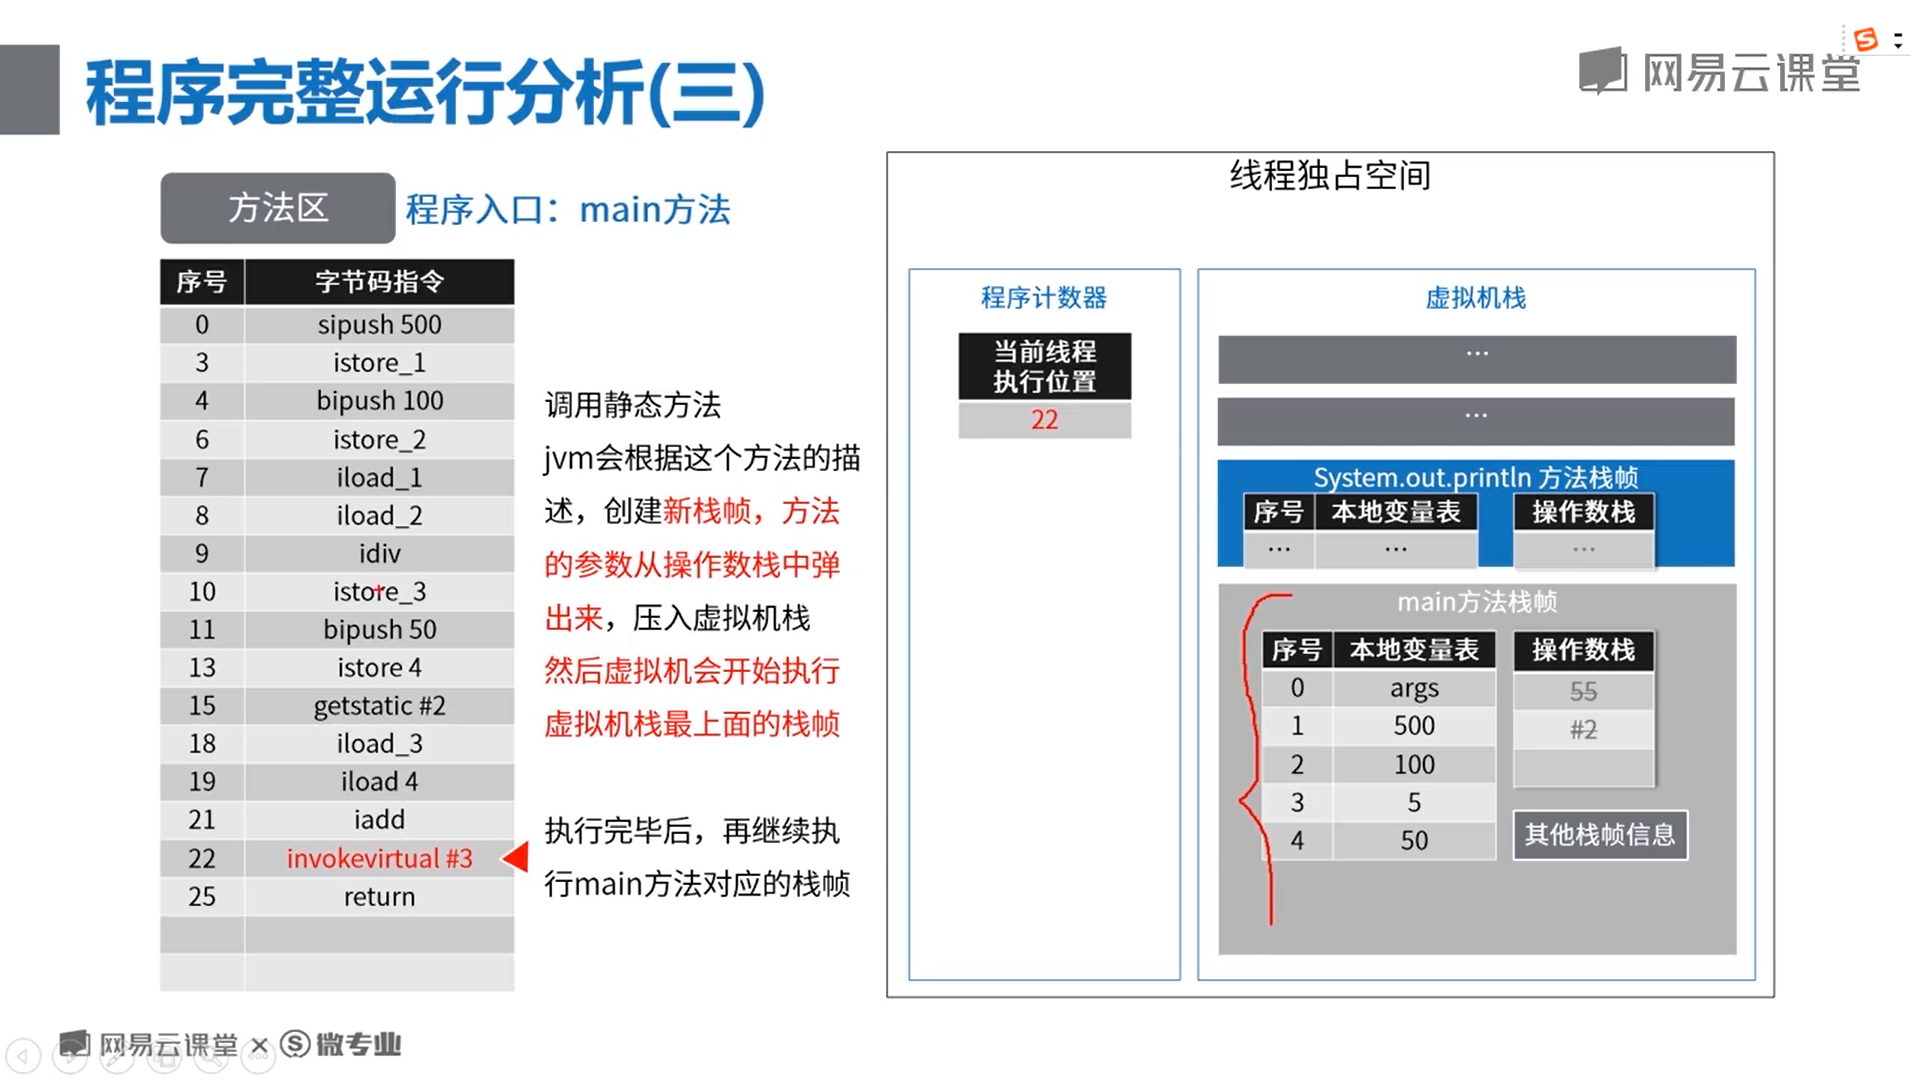 程序完整运行分析(三)
网易云课堂
方法区
程序入口：main方法
序号 字节码指令
0 sipush 500
3 istore_1
4 bipush 100
6 istore_2
7 iload_1
8 iload_2
9 idiv
10 istore_3
11 bipush 50
13 istore 4
15 getstatic #2
18 iload_3
19 iload 4
21 iadd
22 invokevirtual #3
25 return
调用静态方法
jvm会根据这个方法的描
述，创建新栈帧，方法
的参数从操作数栈中弹
出来，压入虚拟机栈
然后虚拟机会开始执行
虚拟机栈最上面的栈帧
执行完毕后，再继续执
行main方法对应的栈帧
线程独占空间
程序计数器
当前线程
执行位置
22
虚拟机栈
...
...
System.out.println 方法栈帧
序号 本地变量表 操作数栈
... ... ...
main方法栈帧
序号 本地变量表 操作数栈
0 args 55
1 500 #2
2 100
3 5
4 50
其他栈帧信息
网易云课堂 × 微专业